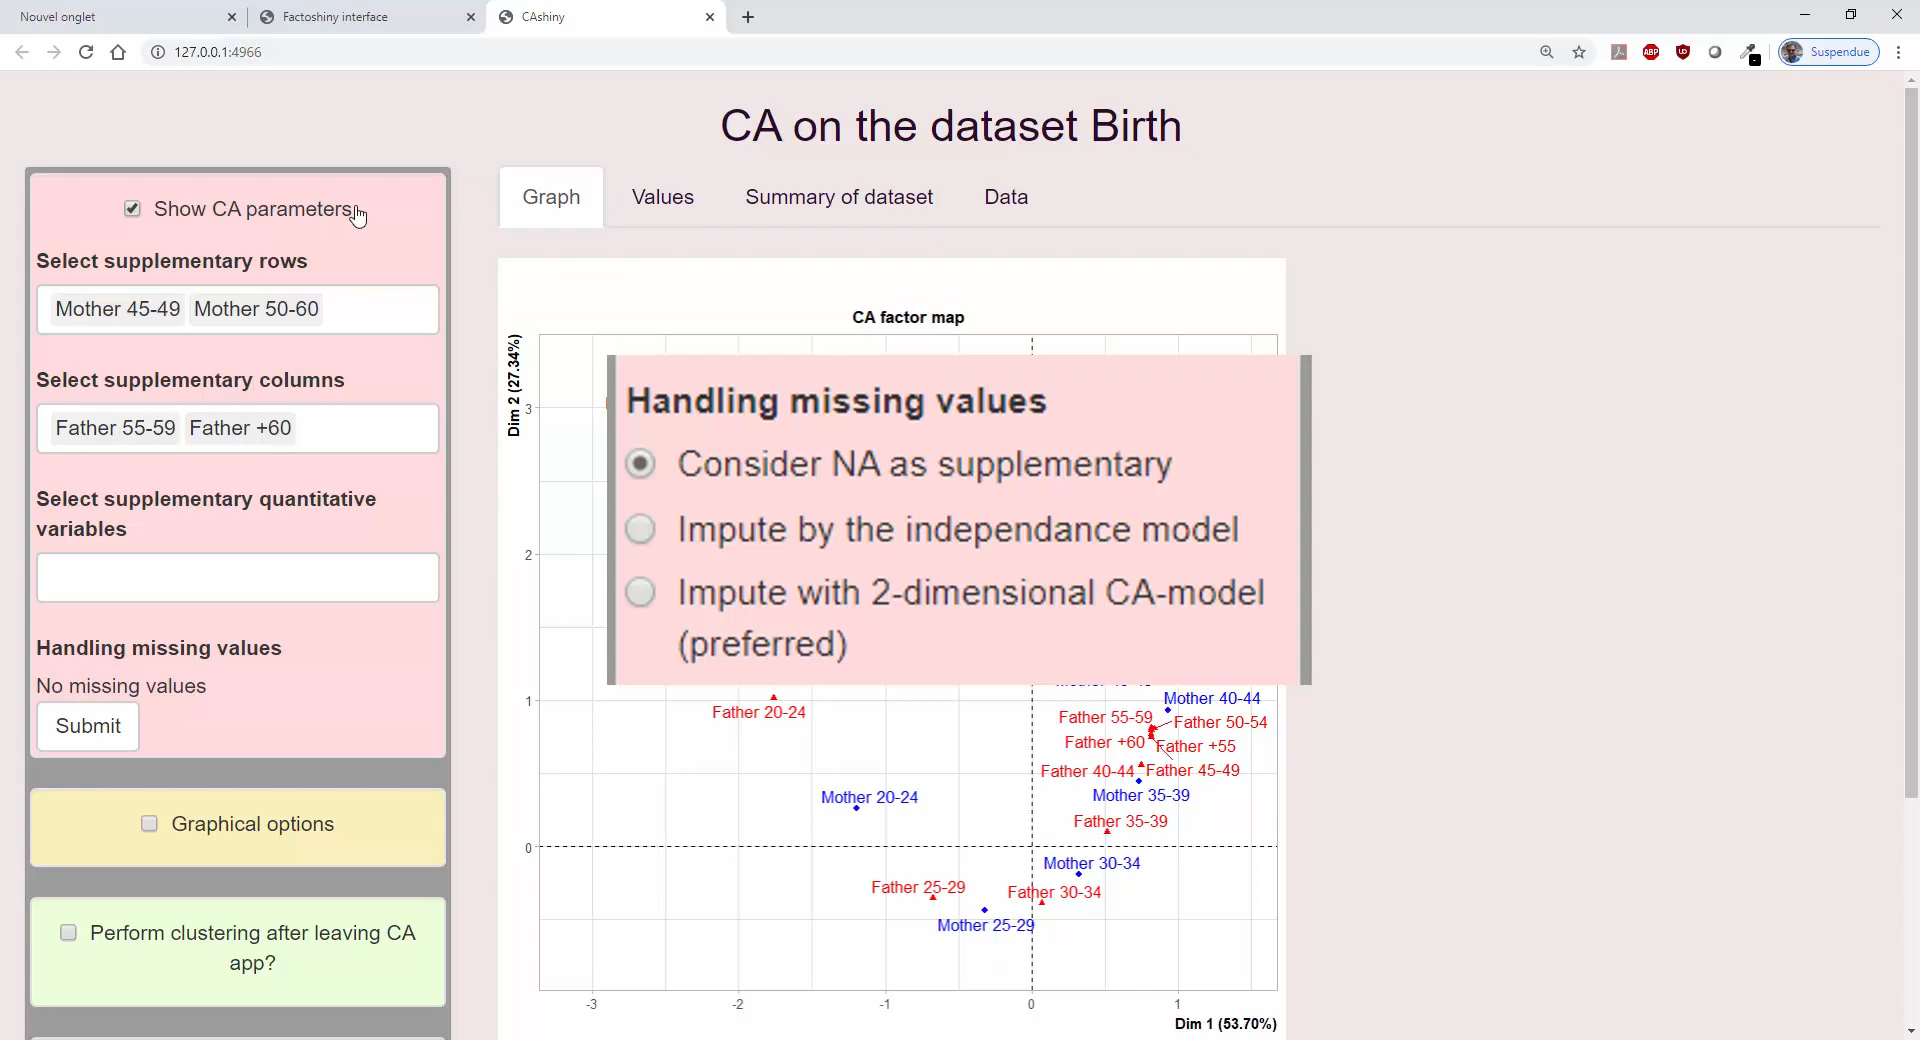 Nouvel onglet
Factoshiny interface
CAshiny
127.0.0.1:4966
ABP
Suspendue
CA on the dataset Birth
Show CA parameters
Select supplementary rows
Mother 45-49 Mother 50-60
Select supplementary columns
Father 55-59 Father +60
Select supplementary quantitative
variables
Handling missing values
No missing values
Submit
Graphical options
Perform clustering after leaving CA
app?
Graph Values Summary of dataset Data
CA factor map
Dim 2 (27.34%)
3
2
1
0
Handling missing values
Consider NA as supplementary
Impute by the independance model
Impute with 2-dimensional CA-model
(preferred)
Mother 40-44
Father 20-24
Father 55-59
Father 50-54
Father +60
Father +55
Father 40-44
Father 45-49
Mother 20-24
Mother 35-39
Father 35-39
Mother 30-34
Father 25-29
Father 30-34
Mother 25-29
-3 -2 -1 0 1
Dim 1 (53.70%)